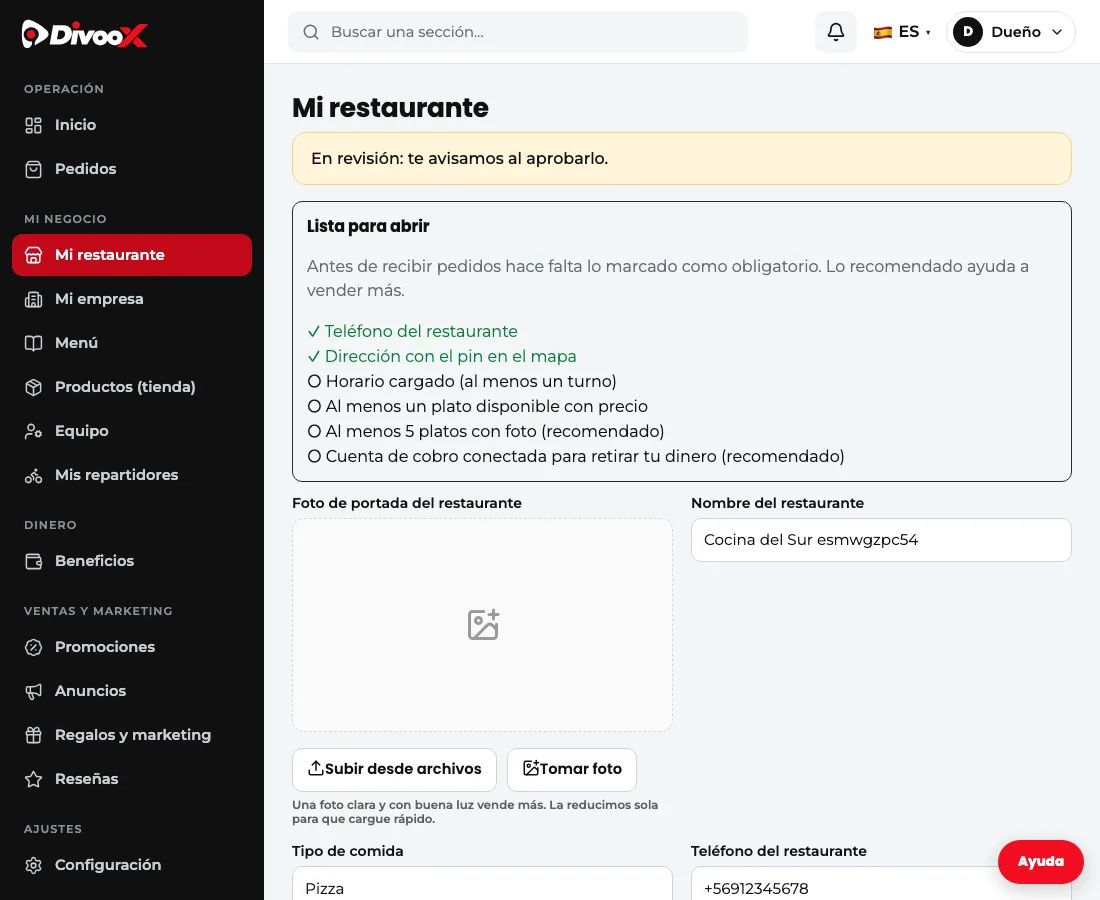 DivooX
Buscar una sección...
ES
D
Dueño
OPERACIÓN
Inicio
Pedidos
MI NEGOCIO
Mi restaurante
Mi empresa
Menú
Productos (tienda)
Equipo
Mis repartidores
DINERO
Beneficios
VENTAS Y MARKETING
Promociones
Anuncios
Regalos y marketing
Reseñas
AJUSTES
Configuración
Mi restaurante
En revisión: te avisamos al aprobarlo.
Lista para abrir
Antes de recibir pedidos hace falta lo marcado como obligatorio. Lo recomendado ayuda a
vender más.
✓ Teléfono del restaurante
✓ Dirección con el pin en el mapa
O Horario cargado (al menos un turno)
O Al menos un plato disponible con precio
O Al menos 5 platos con foto (recomendado)
O Cuenta de cobro conectada para retirar tu dinero (recomendado)
Foto de portada del restaurante
Subir desde archivos
Tomar foto
Una foto clara y con buena luz vende más. La reducimos sola
para que cargue rápido.
Nombre del restaurante
Cocina del Sur esmwgzpc54
Tipo de comida
Pizza
Teléfono del restaurante
+56912345678
Ayuda